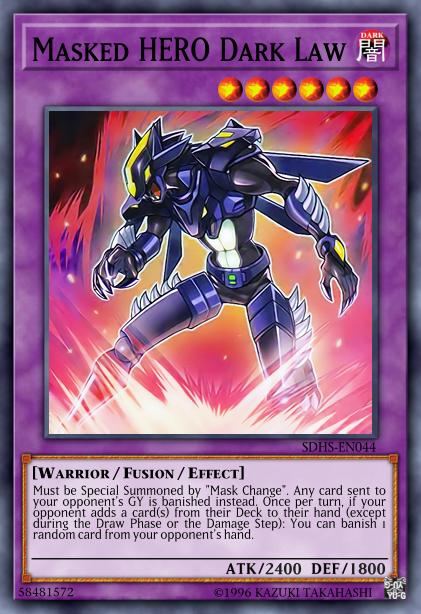 Masked HERO Dark Law
DARK
闇
SDHS-EN044
[Warrior / Fusion / Effect]
Must be Special Summoned by "Mask Change". Any card sent to
your opponent's GY is banished instead. Once per turn, if your
opponent adds a card(s) from their Deck to their hand (except
during the Draw Phase or the Damage Step): You can banish 1
random card from your opponent's hand.
ATK/2400 DEF/1800
58481572
©1996 KAZUKI TAKAHASHI